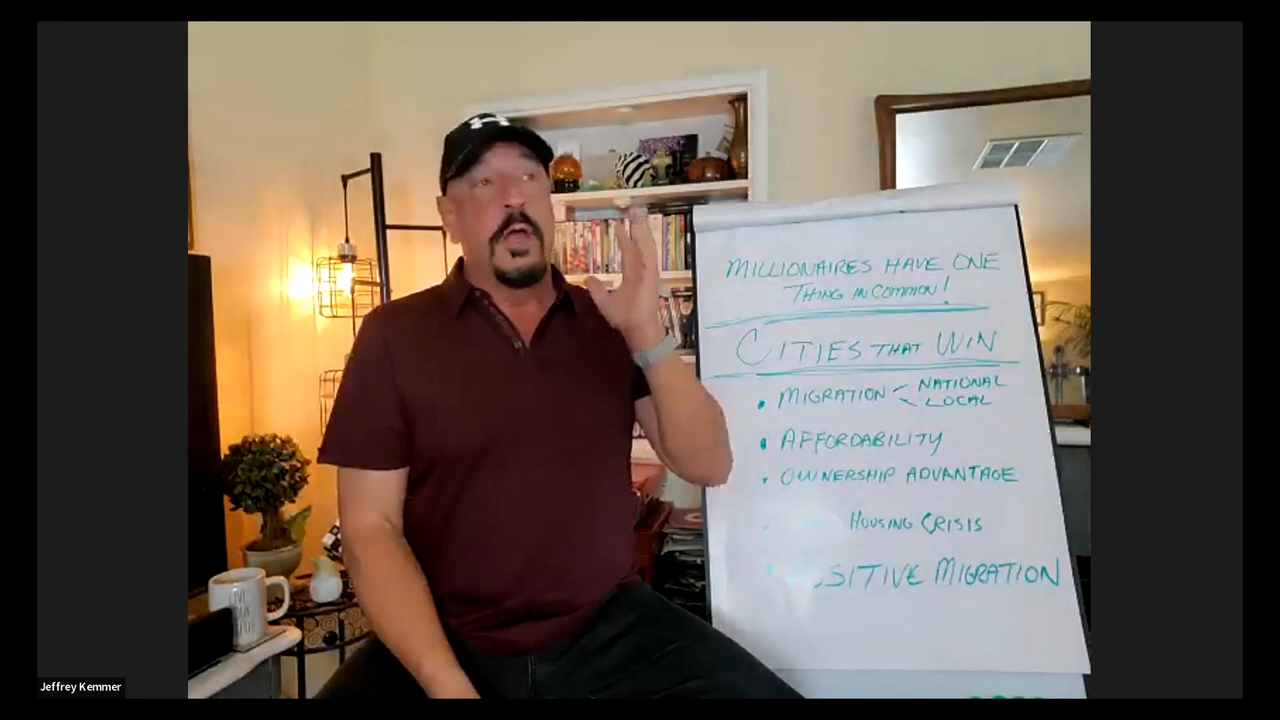 MILLIONAIRES HAVE ONE
THING IN COMMON!
CITIES THAT WIN
• MIGRATION < NATIONAL
LOCAL
• AFFORDABILITY
• OWNERSHIP ADVANTAGE
HOUSING CRISIS
SITIVE MIGRATION
Jeffrey Kemmer